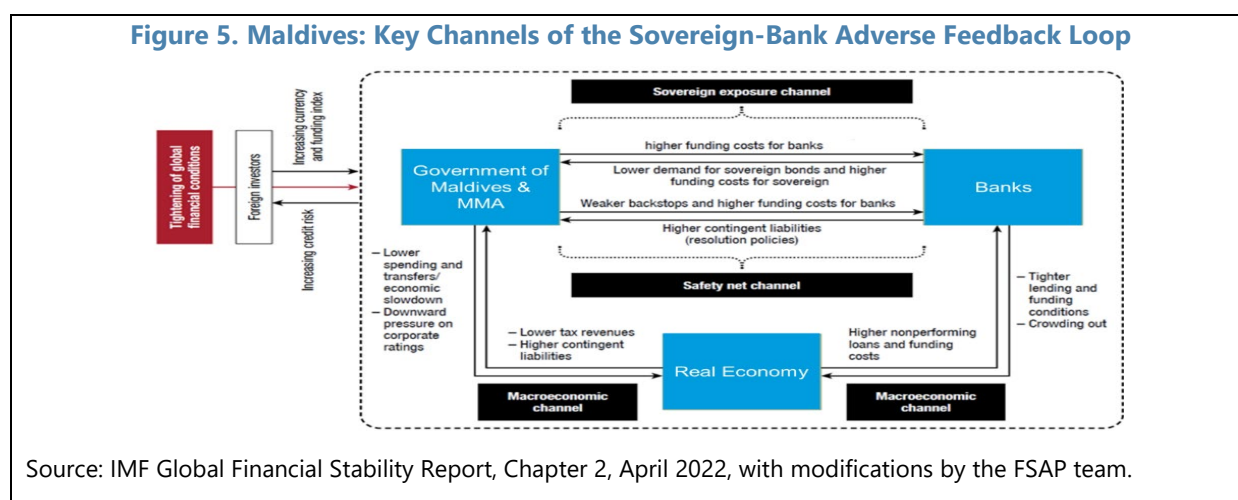 Figure 5. Maldives: Key Channels of the Sovereign-Bank Adverse Feedback Loop
Tightening of global
financial conditions
Foreign investors
Increasing currency
and funding index
Increasing credit risk
Sovereign exposure channel
Government of
Maldives &
MMA
higher funding costs for banks
Lower demand for sovereign bonds and higher
funding costs for sovereign
Weaker backstops and higher funding costs for banks
Higher contingent liabilities
(resolution policies)
Banks
Safety net channel
– Lower
spending and
transfers/
economic
slowdown
– Downward
pressure on
corporate
ratings
– Lower tax revenues
– Higher contingent
liabilities
Real Economy
Higher nonperforming
loans and funding
costs
– Tighter
lending and
funding
conditions
– Crowding out
Macroeconomic
channel
Macroeconomic
channel
Source: IMF Global Financial Stability Report, Chapter 2, April 2022, with modifications by the FSAP team.